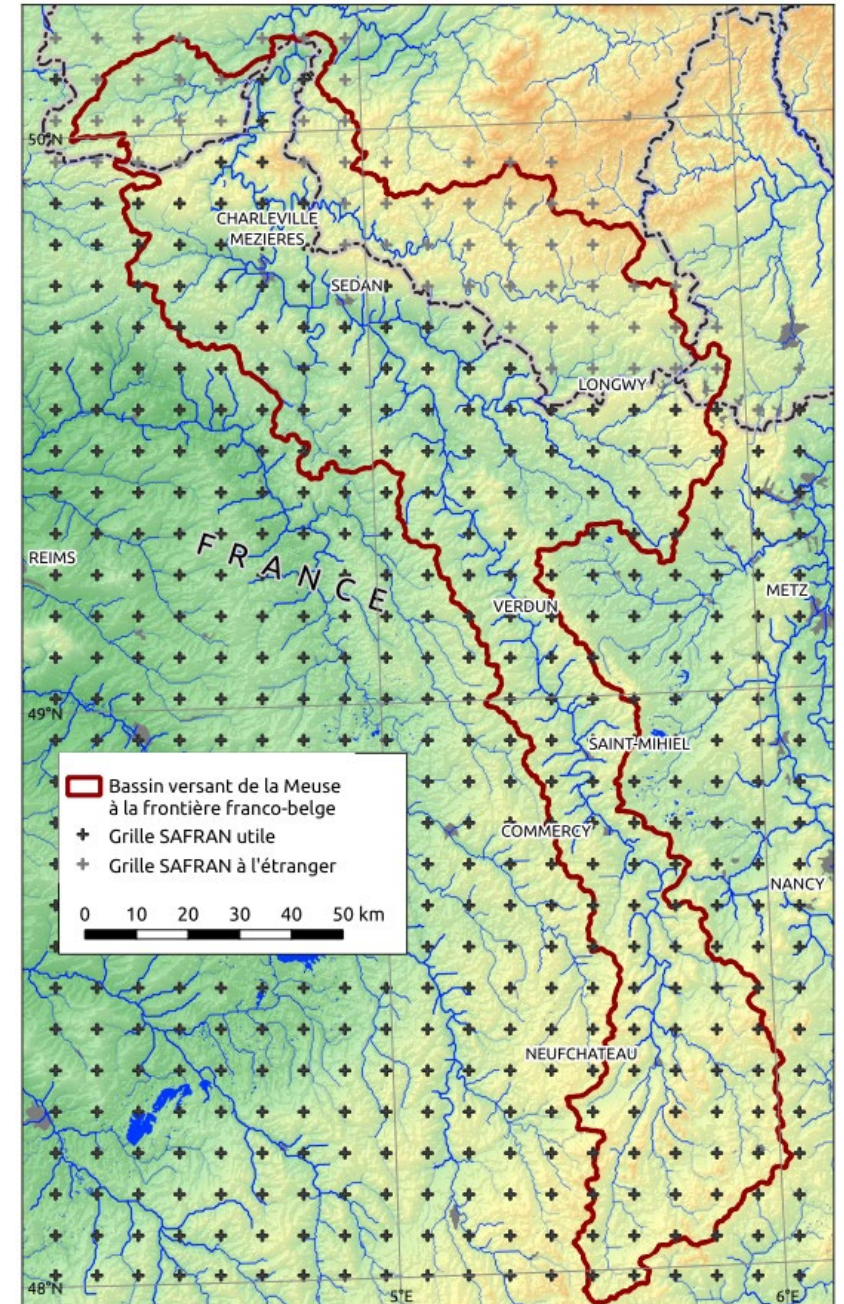 50°N
CHARLEVILLE
MEZIERES
SEDAN
LONGWY
FRANCE
REIMS
METZ
VERDUN
49°N
SAINT-MIHIEL
Bassin versant de la Meuse
à la frontière franco-belge
Grille SAFRAN utile
Grille SAFRAN à l'étranger
0 10 20 30 40 50 km
COMMERCY
NANCY
NEUFCHATEAU
48°N
5°E
6°E